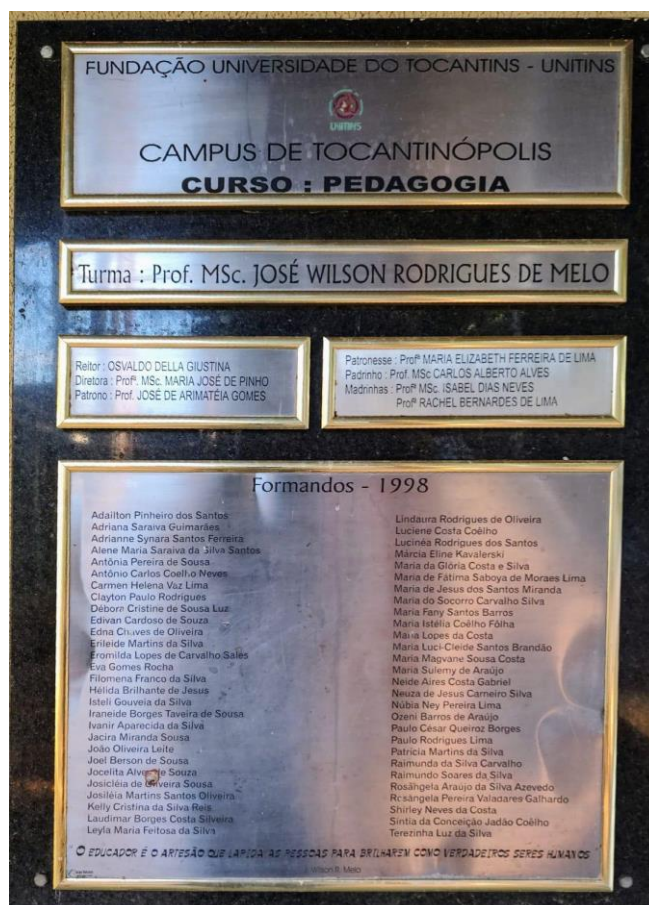 FUNDAÇÃO UNIVERSIDADE DO TOCANTINS - UNITINS
UNITINS
CAMPUS DE TOCANTINÓPOLIS
CURSO : PEDAGOGIA
Turma : Prof. MSc. JOSÉ WILSON RODRIGUES DE MELO
Reitor : OSVALDO DELLA GIUSTINA
Diretora : Profª. MSc. MARIA JOSÉ DE PINHO
Patrono : Prof. JOSÉ DE ARIMATÉIA GOMES
Patronesse : Profª MARIA ELIZABETH FERREIRA DE LIMA
Padrinho : Prof. MSc CARLOS ALBERTO ALVES
Madrinhas : Profª MSc. ISABEL DIAS NEVES
Profª RACHEL BERNARDES DE LIMA
Formandos - 1998
Adailton Pinheiro dos Santos
Adriana Saraiva Guimarães
Adrianne Synara Santos Ferreira
Alene Maria Saraiva da Silva Santos
Antônia Pereira de Sousa
Antônio Carlos Coelho Neves
Carmen Helena Vaz Lima
Clayton Paulo Rodrigues
Débora Cristine de Sousa Luz
Edivan Cardoso de Souza
Edna Chaves de Oliveira
Erileide Martins da Silva
Eromilda Lopes de Carvalho Sales
Eva Gomes Rocha
Filomena Franco da Silva
Hélida Brilhante de Jesus
Isteli Gouveia da Silva
Iraneide Borges Taveira de Sousa
Ivanir Aparecida da Silva
Jacira Miranda Sousa
João Oliveira Leite
Joel Berson de Sousa
Jocelita Alves de Souza
Josicléia de Oliveira Sousa
Josiléia Martins Santos Oliveira
Kelly Cristina da Silva Reis
Laudimar Borges Costa Silveira
Leyla Maria Feitosa da Silva
Lindaura Rodrigues de Oliveira
Luciene Costa Coêlho
Lucinéa Rodrigues dos Santos
Márcia Eline Kavalerski
Maria da Glória Costa e Silva
Maria de Fátima Saboya de Moraes Lima
Maria de Jesus dos Santos Miranda
Maria do Socorro Carvalho Silva
Maria Fany Santos Barros
Maria Istélia Coêlho Fôlha
Maria Lopes da Costa
Maria Luci-Cleide Santos Brandão
Maria Magvane Sousa Costa
Maria Sulemy de Araújo
Neide Aires Costa Gabriel
Neuza de Jesus Carneiro Silva
Núbia Ney Pereira Lima
Ozeni Barros de Araújo
Paulo César Queiroz Borges
Paulo Rodrigues Lima
Patrícia Martins da Silva
Raimunda da Silva Carvalho
Raimundo Soares da Silva
Rosângela Araújo da Silva Azevedo
Rosângela Pereira Valadares Galhardo
Shirley Neves da Costa
Síntia da Conceição Jadão Coêlho
Terezinha Luz da Silva
O EDUCADOR É O ARTESÃO QUE LAPIDA AS PESSOAS PARA BRILHAREM COMO VERDADEIROS SERES HUMANOS
Wilson R. Melo